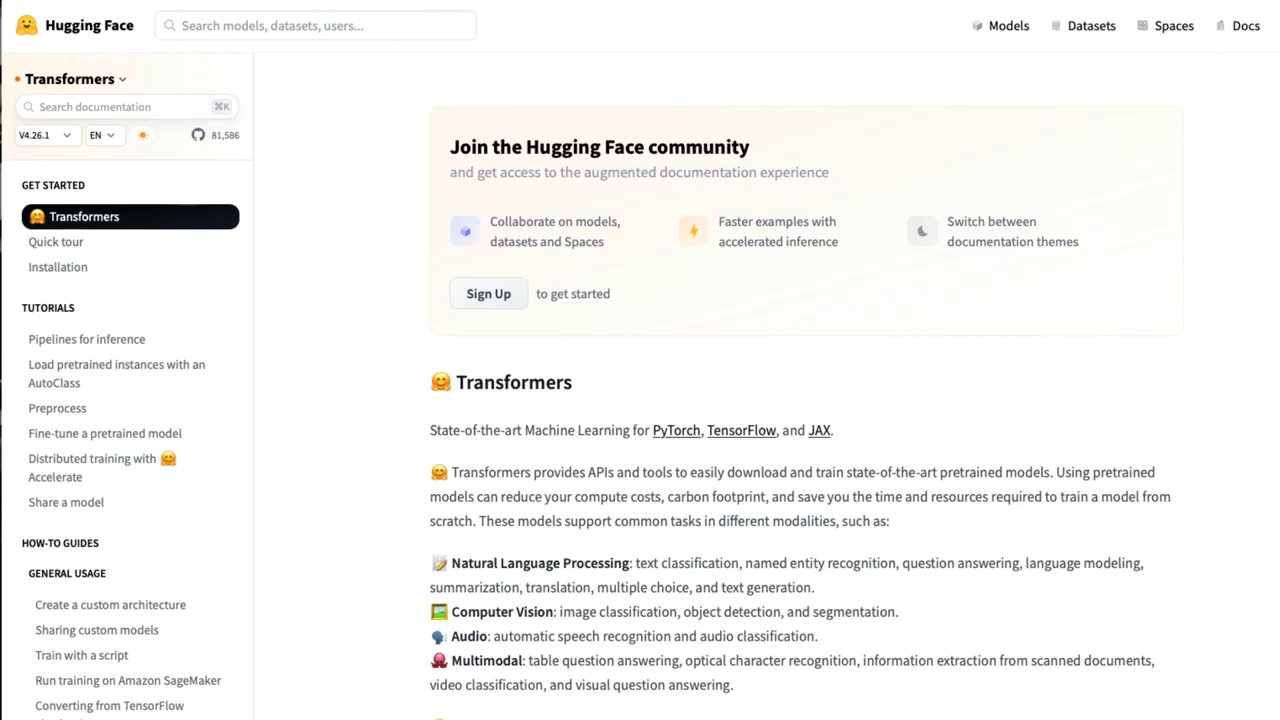 Hugging Face
Search models, datasets, users...
Models
Datasets
Spaces
Docs
Transformers
Search documentation
⌘K
V4.26.1
EN
81,586
GET STARTED
🤗 Transformers
Quick tour
Installation
TUTORIALS
Pipelines for inference
Load pretrained instances with an
AutoClass
Preprocess
Fine-tune a pretrained model
Distributed training with 🤗
Accelerate
Share a model
HOW-TO GUIDES
GENERAL USAGE
Create a custom architecture
Sharing custom models
Train with a script
Run training on Amazon SageMaker
Converting from TensorFlow
Join the Hugging Face community
and get access to the augmented documentation experience
Collaborate on models,
datasets and Spaces
Faster examples with
accelerated inference
Switch between
documentation themes
Sign Up
to get started
🤗 Transformers
State-of-the-art Machine Learning for PyTorch, TensorFlow, and JAX.
🤗 Transformers provides APIs and tools to easily download and train state-of-the-art pretrained models. Using pretrained
models can reduce your compute costs, carbon footprint, and save you the time and resources required to train a model from
scratch. These models support common tasks in different modalities, such as:
📝 Natural Language Processing: text classification, named entity recognition, question answering, language modeling,
summarization, translation, multiple choice, and text generation.
🖼️ Computer Vision: image classification, object detection, and segmentation.
🗣️ Audio: automatic speech recognition and audio classification.
🐙 Multimodal: table question answering, optical character recognition, information extraction from scanned documents,
video classification, and visual question answering.